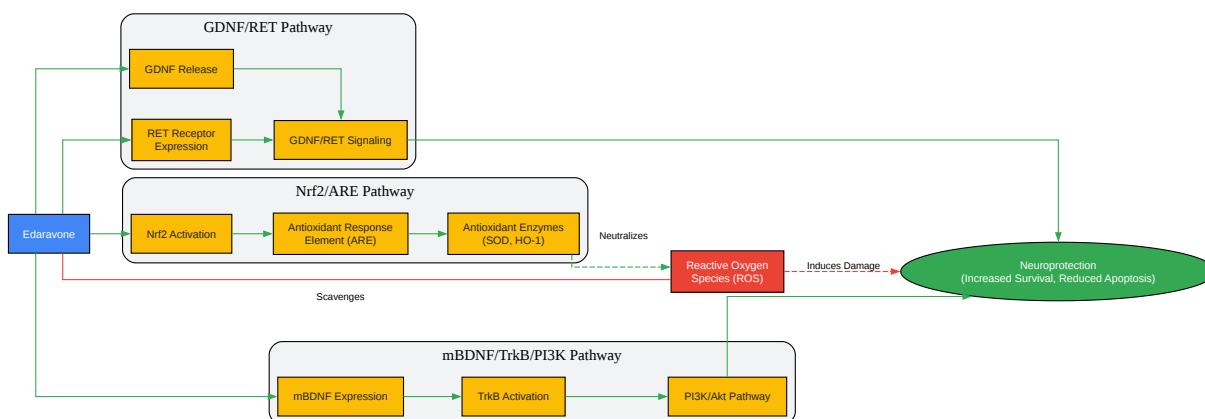 GDNF/RET Pathway
GDNF Release
RET Receptor
Expression
GDNF/RET Signaling
Nrf2/ARE Pathway
Edaravone
Nrf2 Activation
Antioxidant Response
Element (ARE)
Antioxidant Enzymes
(SOD, HO-1)
Neutralizes
Reactive Oxygen
Species (ROS)
Induces Damage
Neuroprotection
(Increased Survival, Reduced Apoptosis)
Scavenges
mBDNF/TrkB/PI3K Pathway
mBDNF Expression
TrkB Activation
PI3K/Akt Pathway